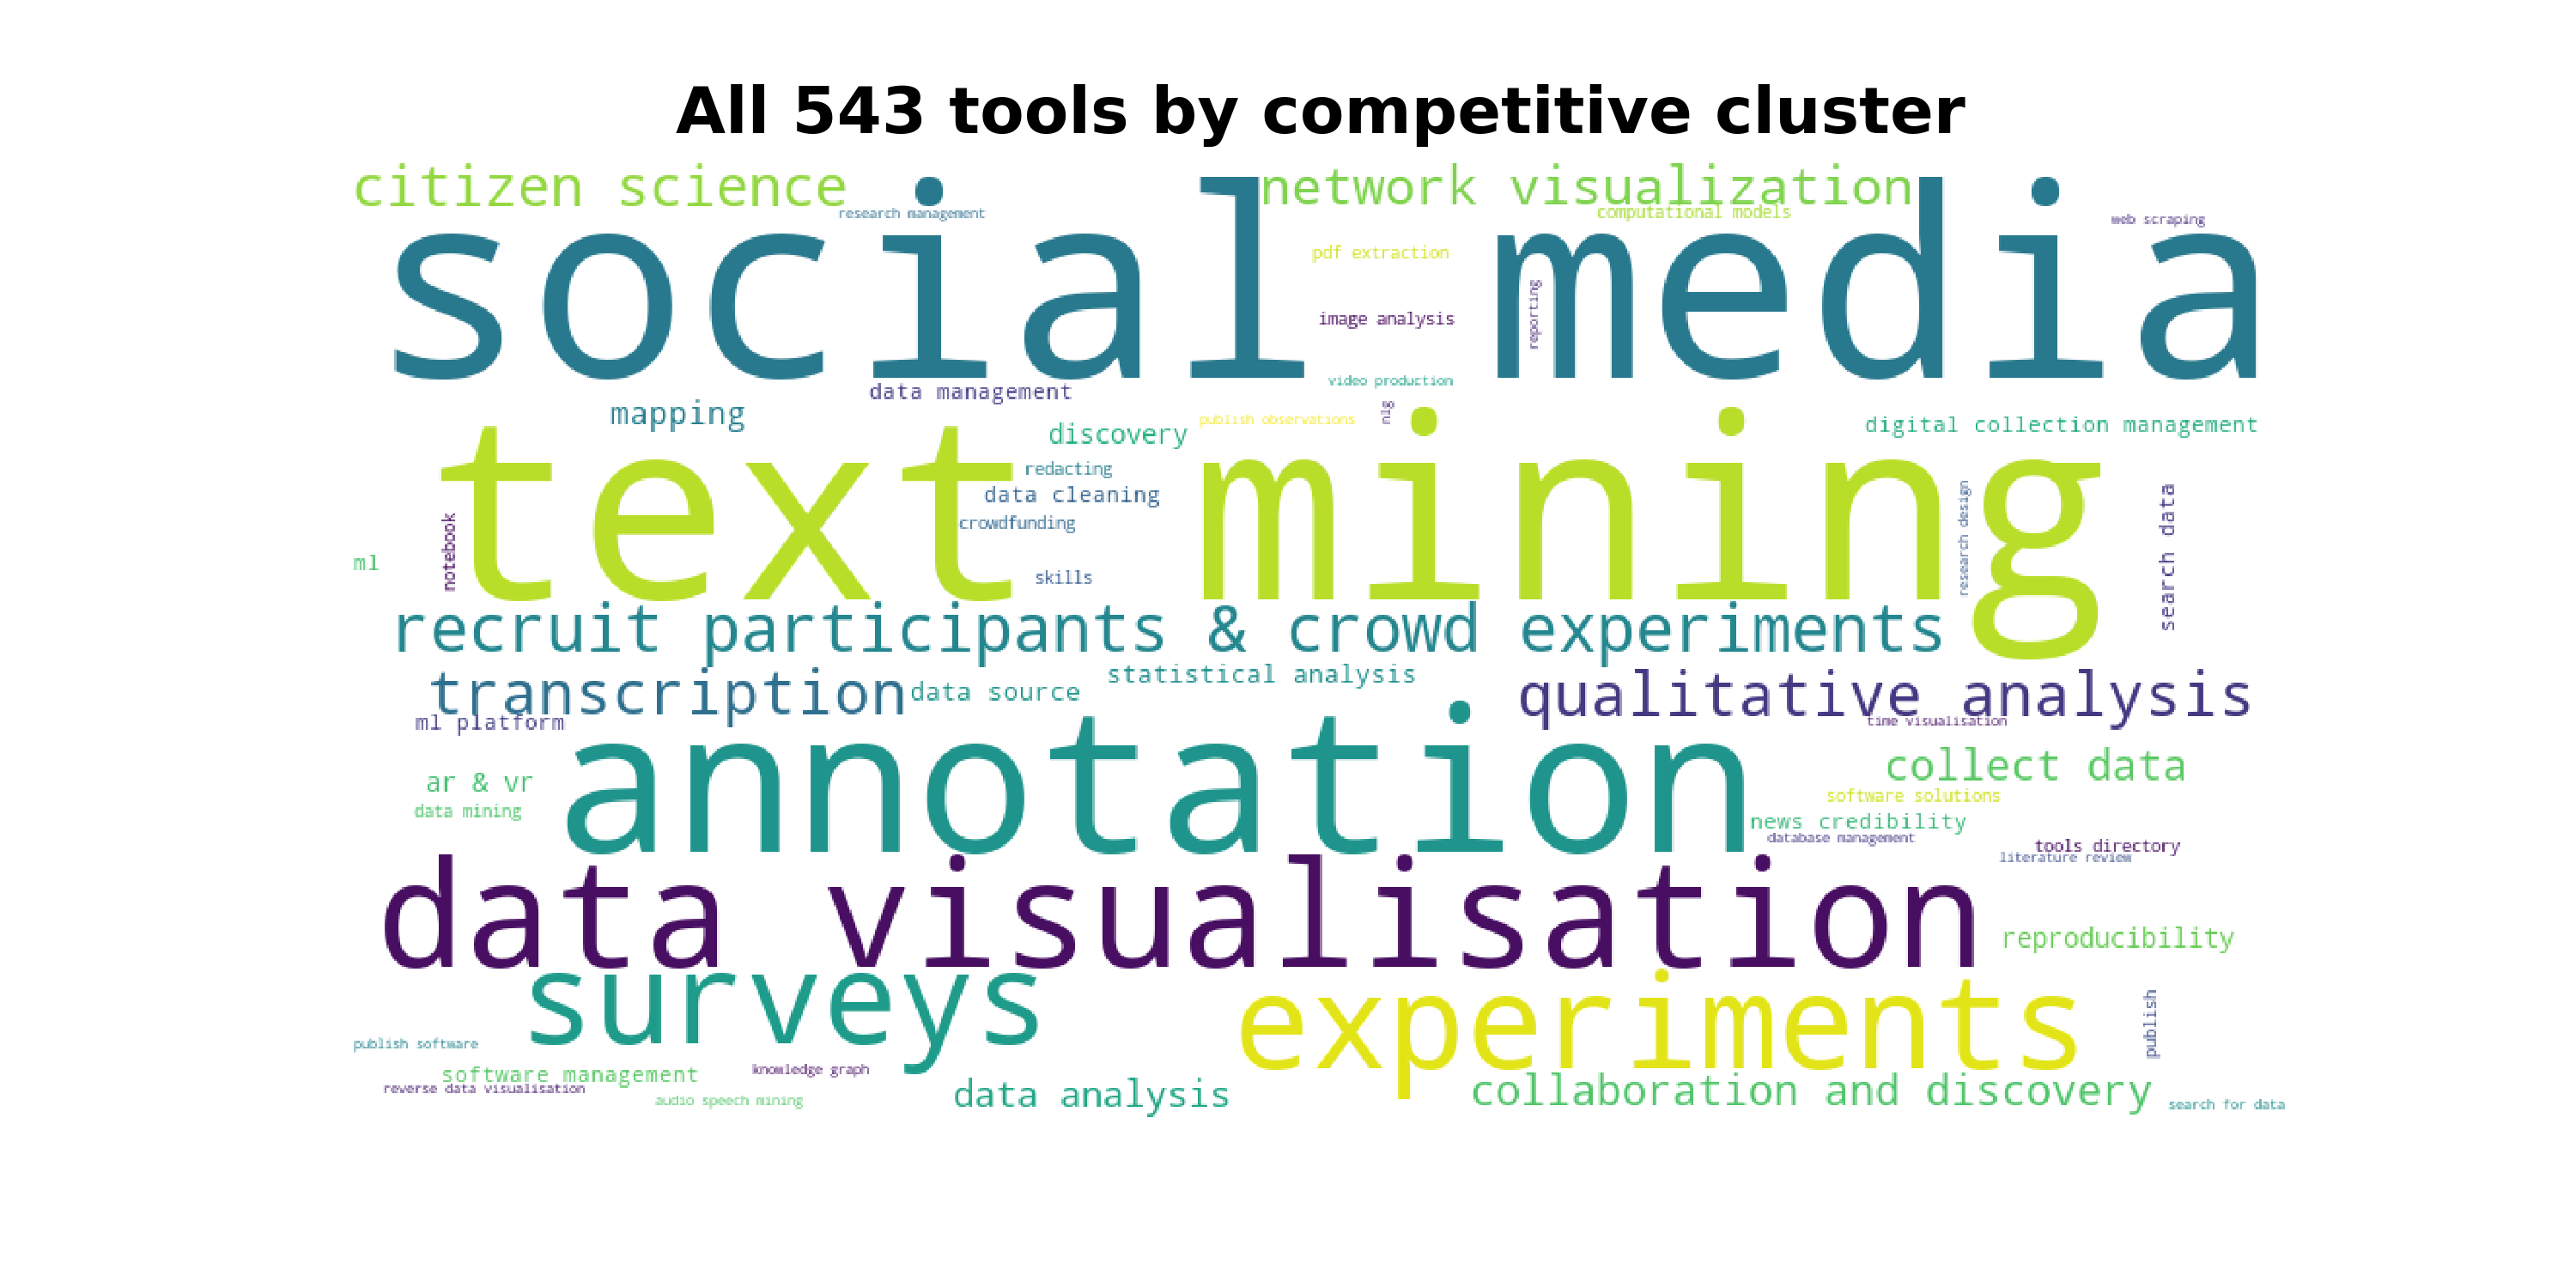 All 543 tools by competitive cluster
citizen science
network visualization
research management
computational models
web scraping
social media
pdf extraction
reporting
image analysis
video production
data management
mapping
publish observations
nlg
discovery
digital collection management
text mining
redacting
data cleaning
crowdfunding
notebook
research design
search data
ml
skills
recruit participants & crowd experiments
statistical analysis
transcription
data source
qualitative analysis
ml platform
time visualisation
annotation
collect data
ar & vr
software solutions
data mining
news credibility
database management
tools directory
literature review
data visualisation
reproducibility
surveys
experiments
publish
publish software
knowledge graph
software management
reverse data visualisation
data analysis
collaboration and discovery
audio speech mining
search for data